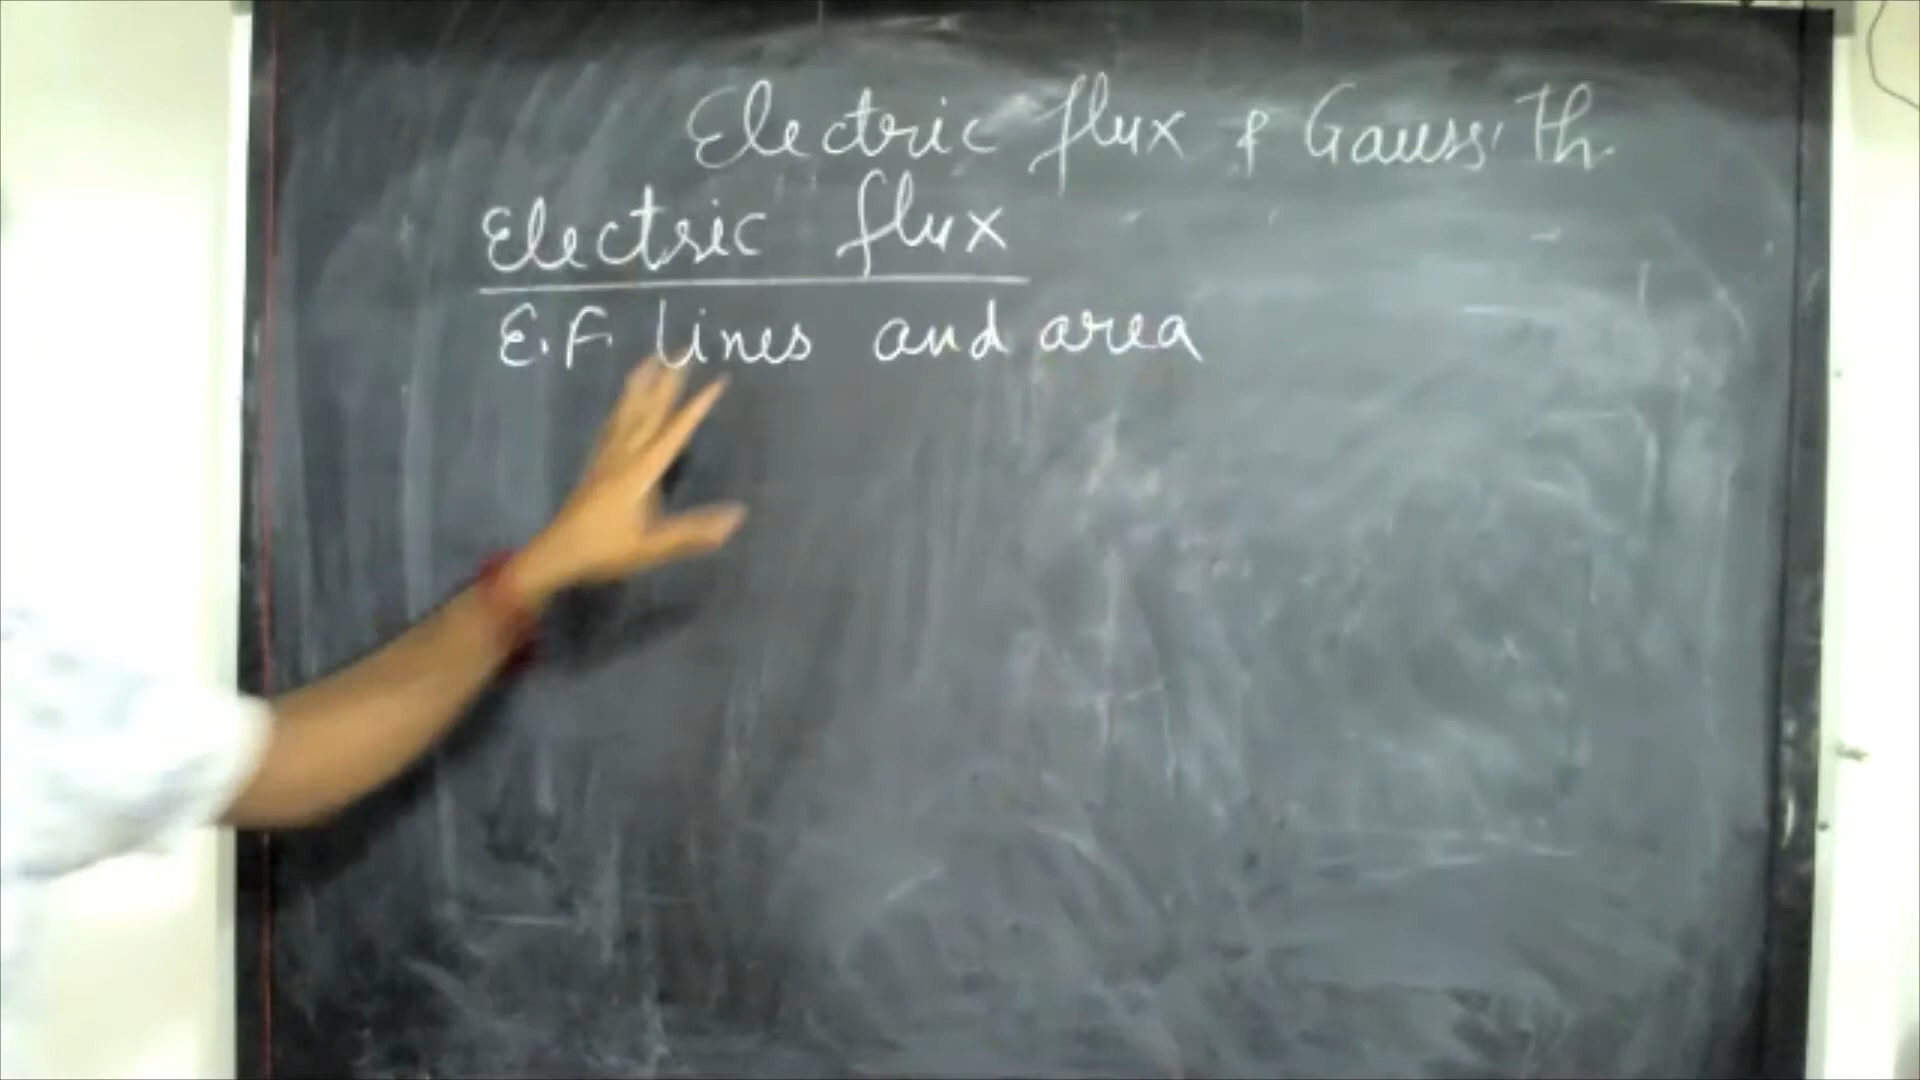 Electric flux & Gauss' Th.
Electric flux
E.F. lines and area